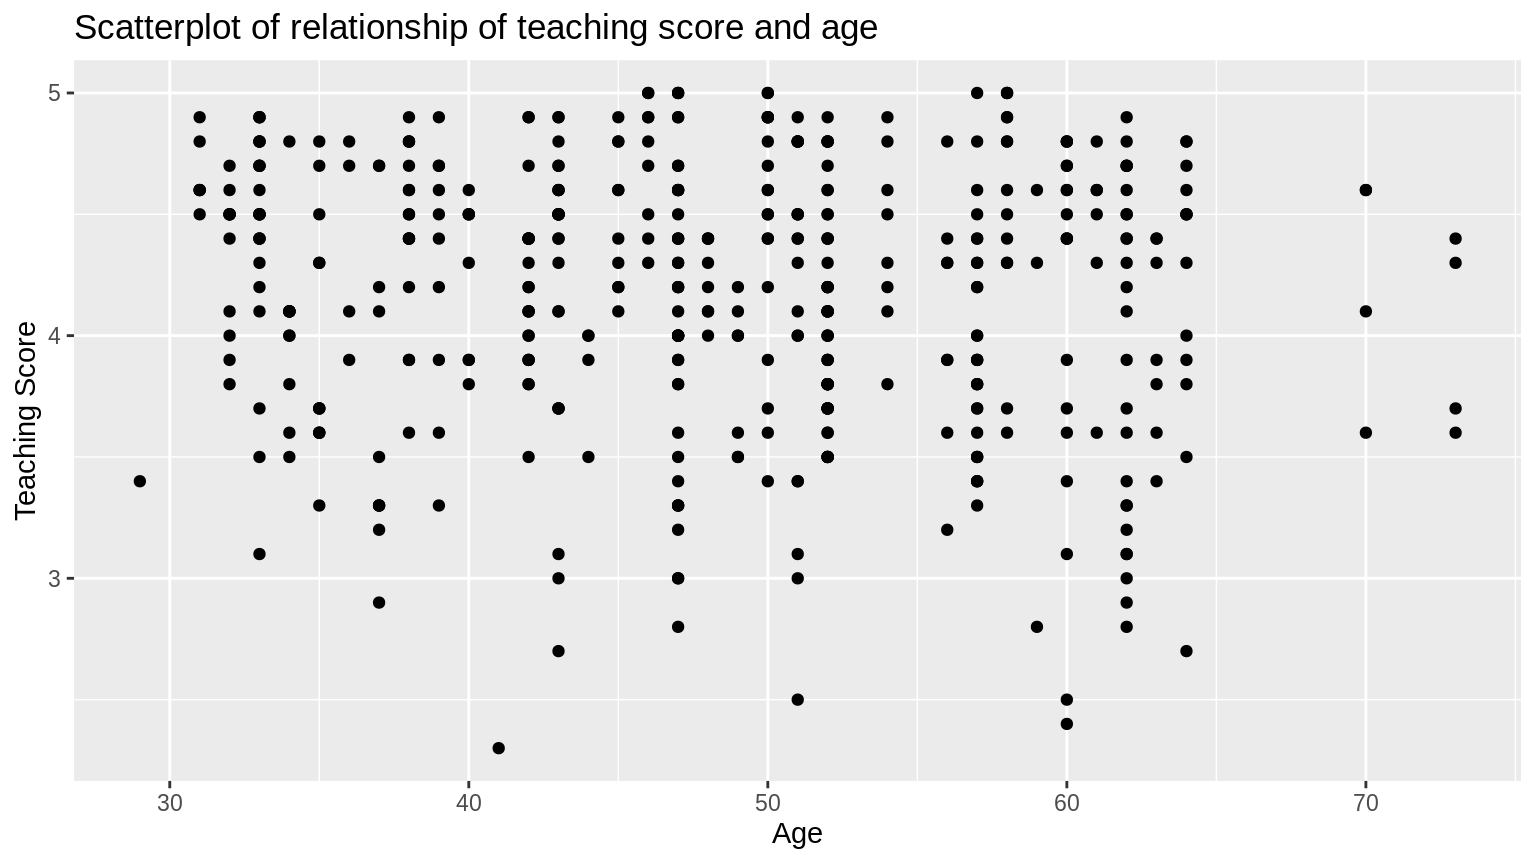 Scatterplot of relationship of teaching score and age
5
4
3
Teaching Score
30 40 50 60 70
Age